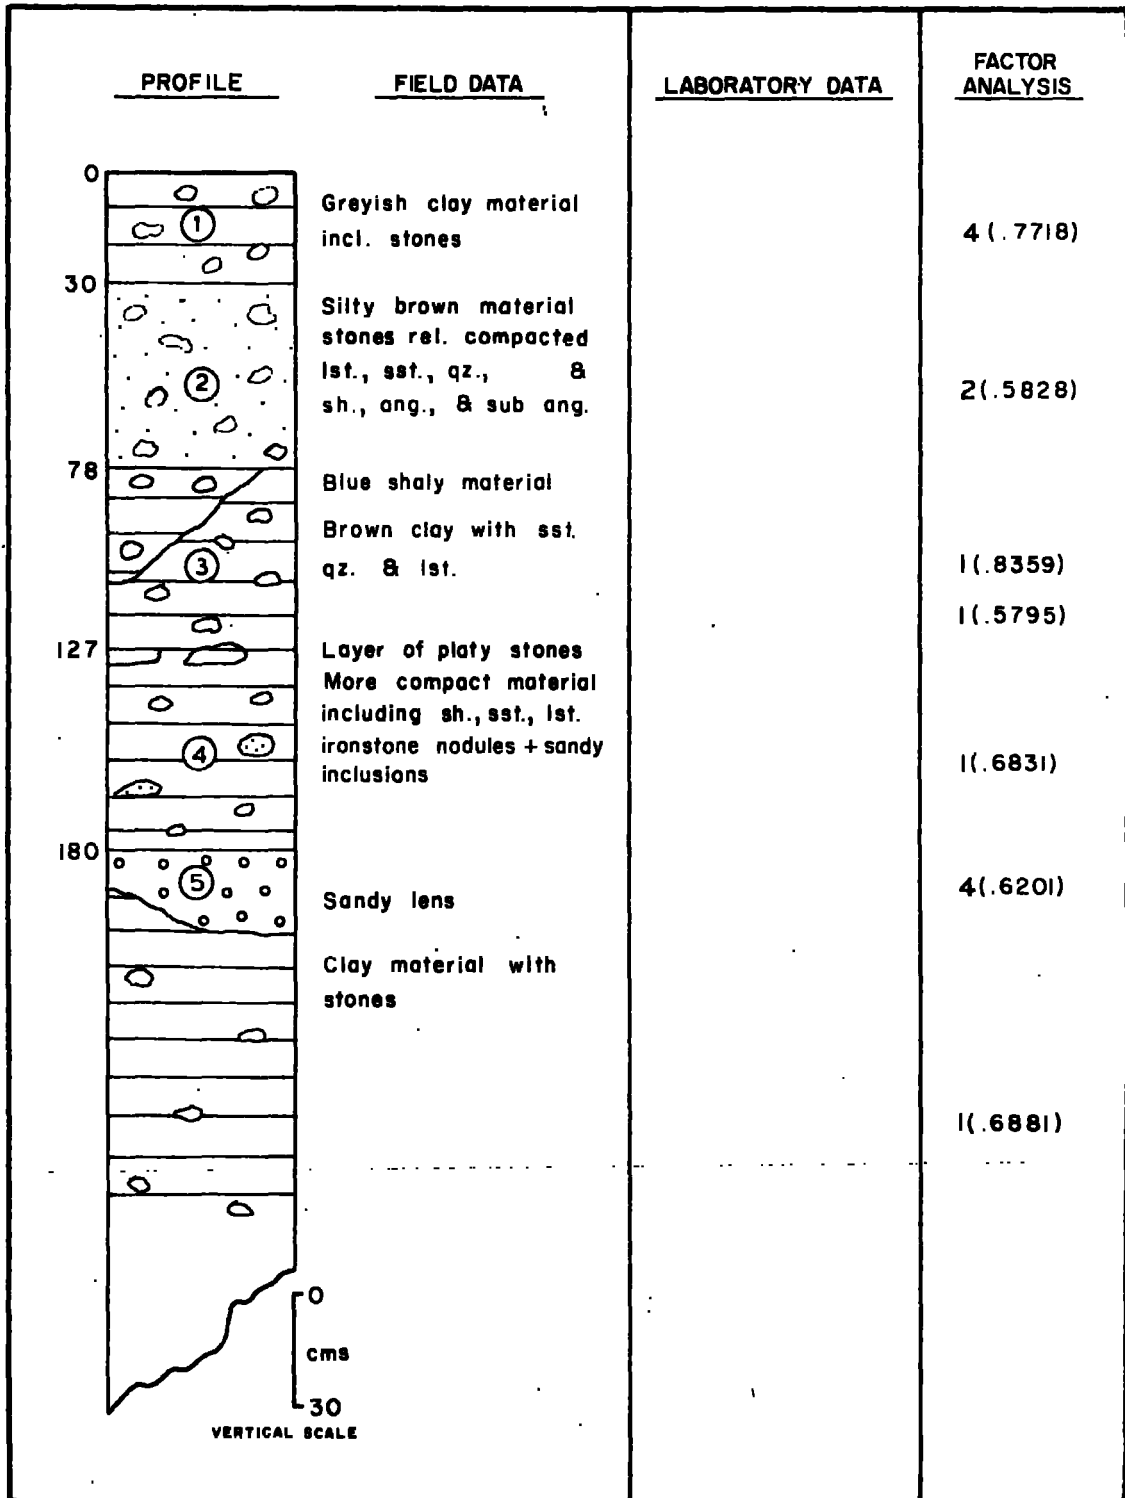 PROFILE FIELD DATA LABORATORY DATA FACTOR ANALYSIS
0
Greyish clay material
incl. stones
1
4 (.7718)
30
Silty brown material
stones rel. compacted
lst., sst., qz., &
sh., ang., & sub ang.
2
2(.5828)
78
Blue shaly material
Brown clay with sst.
qz. & lst.
3
1(.8359)
1(.5795)
127
Layer of platy stones
More compact material
including sh., sst., lst.
ironstone nodules + sandy
inclusions
4
1(.6831)
180
5
Sandy lens
4(.6201)
Clay material with
stones
1(.6881)
0
cms
30
VERTICAL SCALE